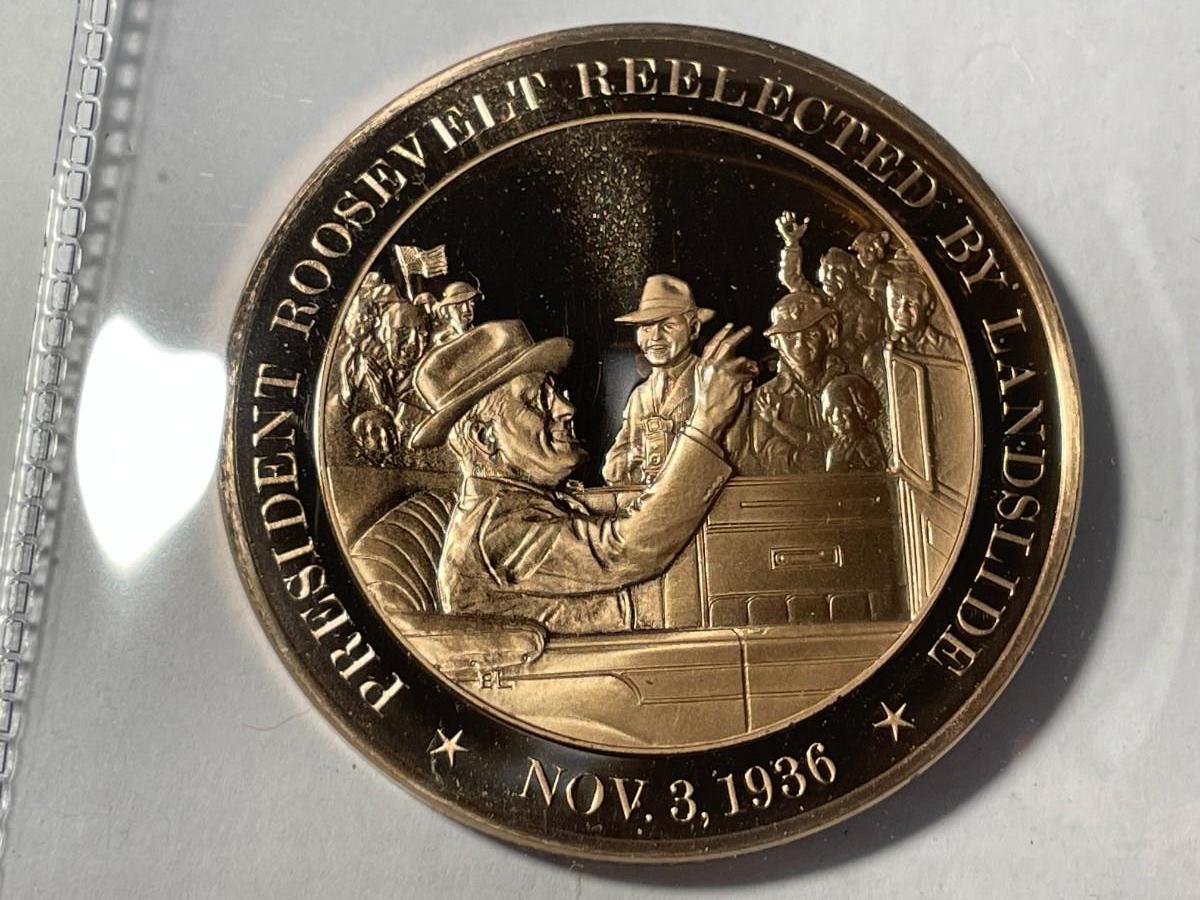 PRESIDENT ROOSEVELT REELECTED BY LANDSLIDE
NOV. 3, 1936